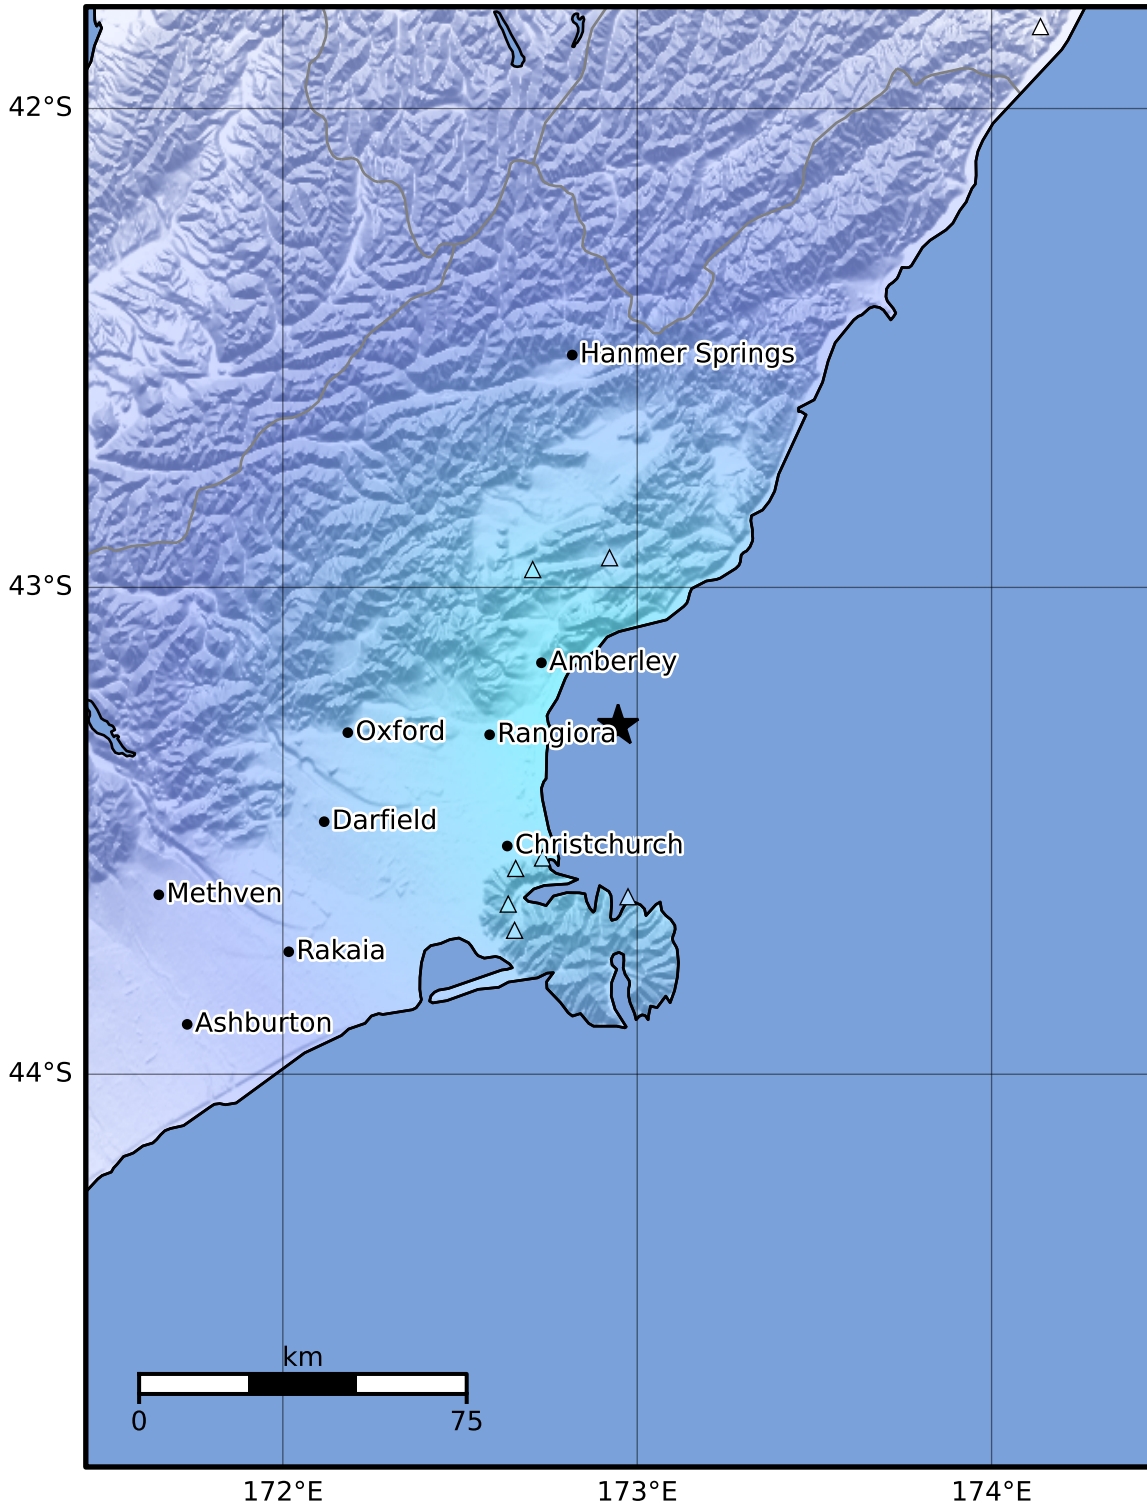 42°S
Hanmer Springs
43°S
Amberley
Oxford
Rangiora
Darfield
Christchurch
Methven
Rakaia
Ashburton
44°S
km
0
75
172°E
173°E
174°E